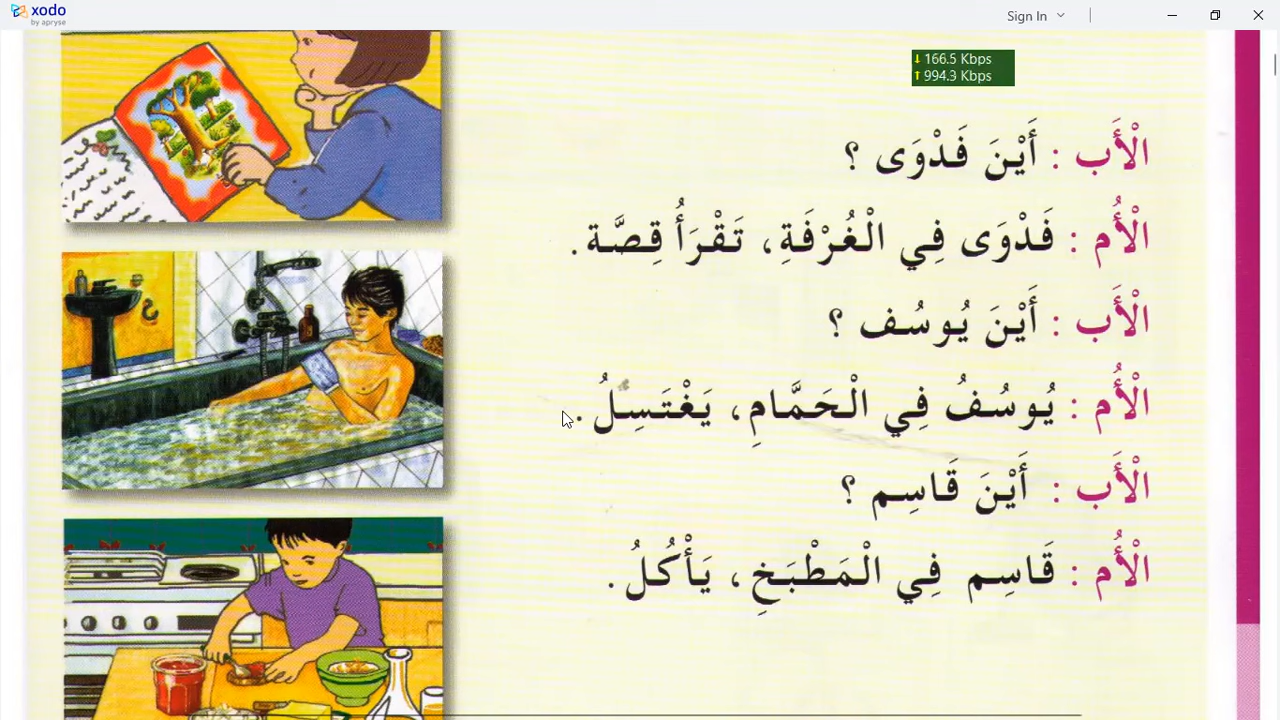 xodo
by apryse
Sign In
↓ 166.5 Kbps
↑ 994.3 Kbps
الْأَب : أَيْنَ فَدْوَى ؟
الْأُم : فَدْوَى فِي الْغُرْفَةِ، تَقْرَأُ قِصَّة .
الْأَب : أَيْنَ يُوسُف ؟
الْأُم : يُوسُفُ فِي الْحَمَّامِ، يَغْتَسِلُ .
الْأَب : أَيْنَ قَاسِم ؟
الْأُم : قَاسِم فِي الْمَطْبَخِ، يَأْكُلُ .